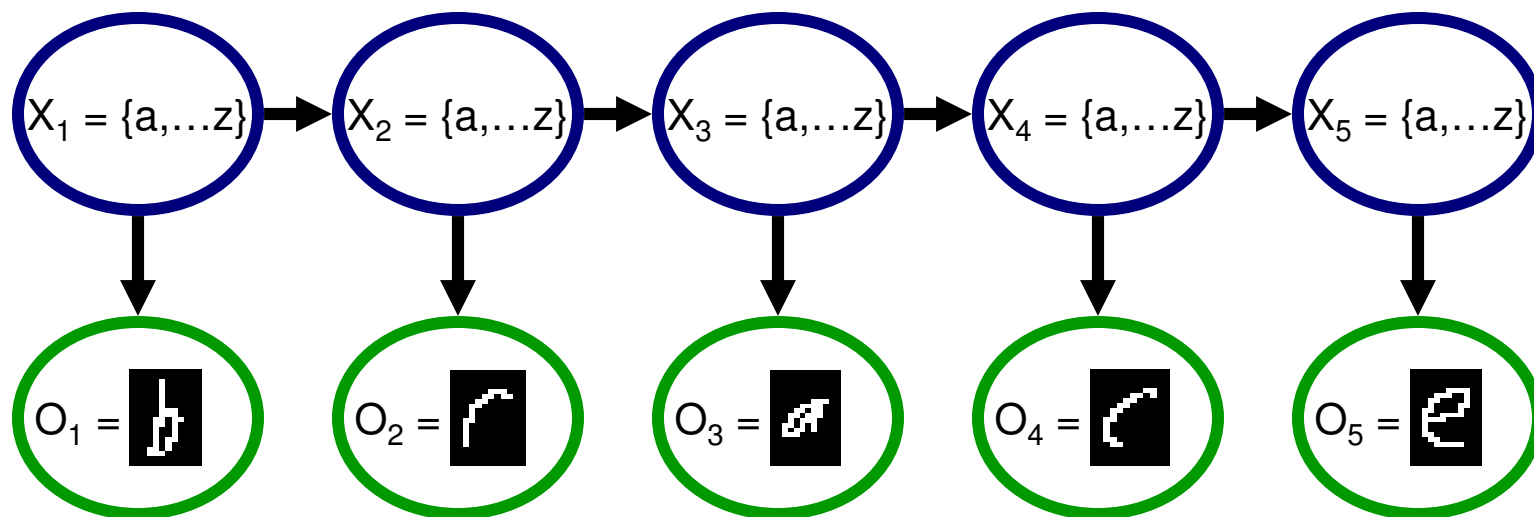 X₁ = {a,…z} X₂ = {a,…z} X₃ = {a,…z} X₄ = {a,…z} X₅ = {a,…z}
O₁ = b O₂ = r O₃ = a O₄ = c O₅ = e